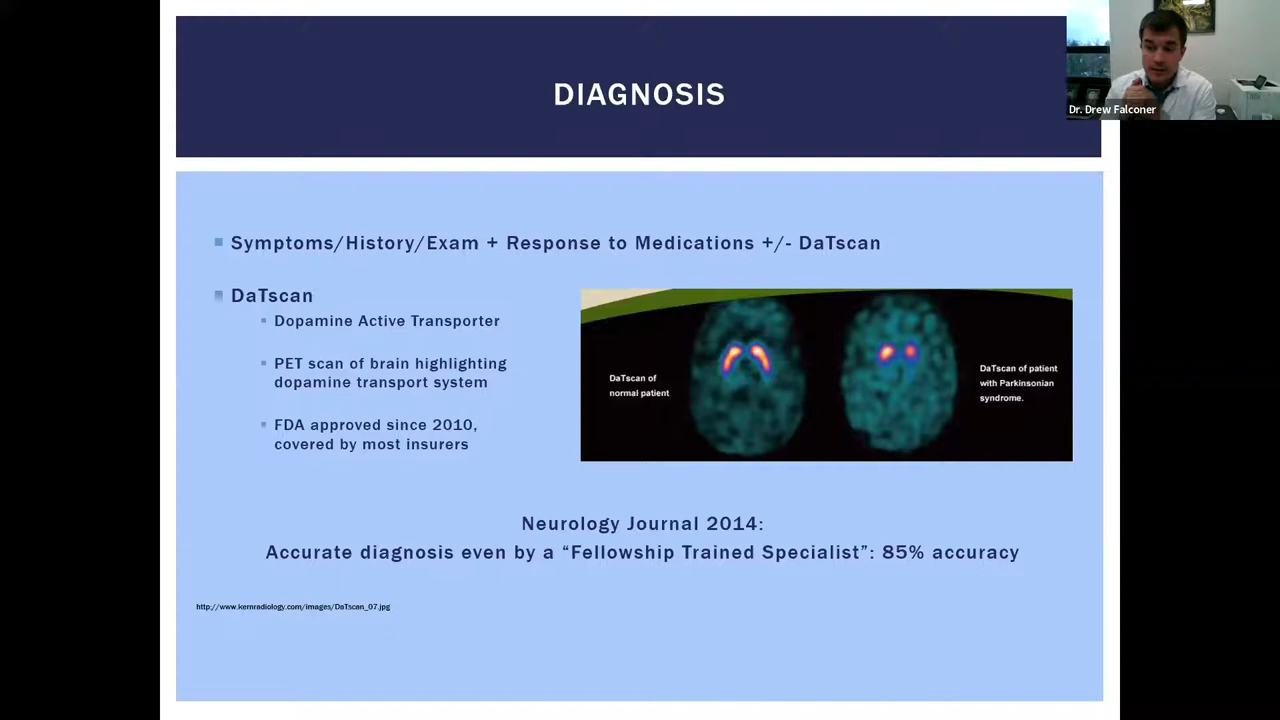 DIAGNOSIS
Dr. Drew Falconer
Symptoms/History/Exam + Response to Medications +/- DaTscan
DaTscan
Dopamine Active Transporter
PET scan of brain highlighting
dopamine transport system
FDA approved since 2010,
covered by most insurers
DaTscan of
normal patient
DaTscan of patient
with Parkinsonian
syndrome.
Neurology Journal 2014:
Accurate diagnosis even by a “Fellowship Trained Specialist”: 85% accuracy
http://www.kernradiology.com/images/DaTscan_07.jpg